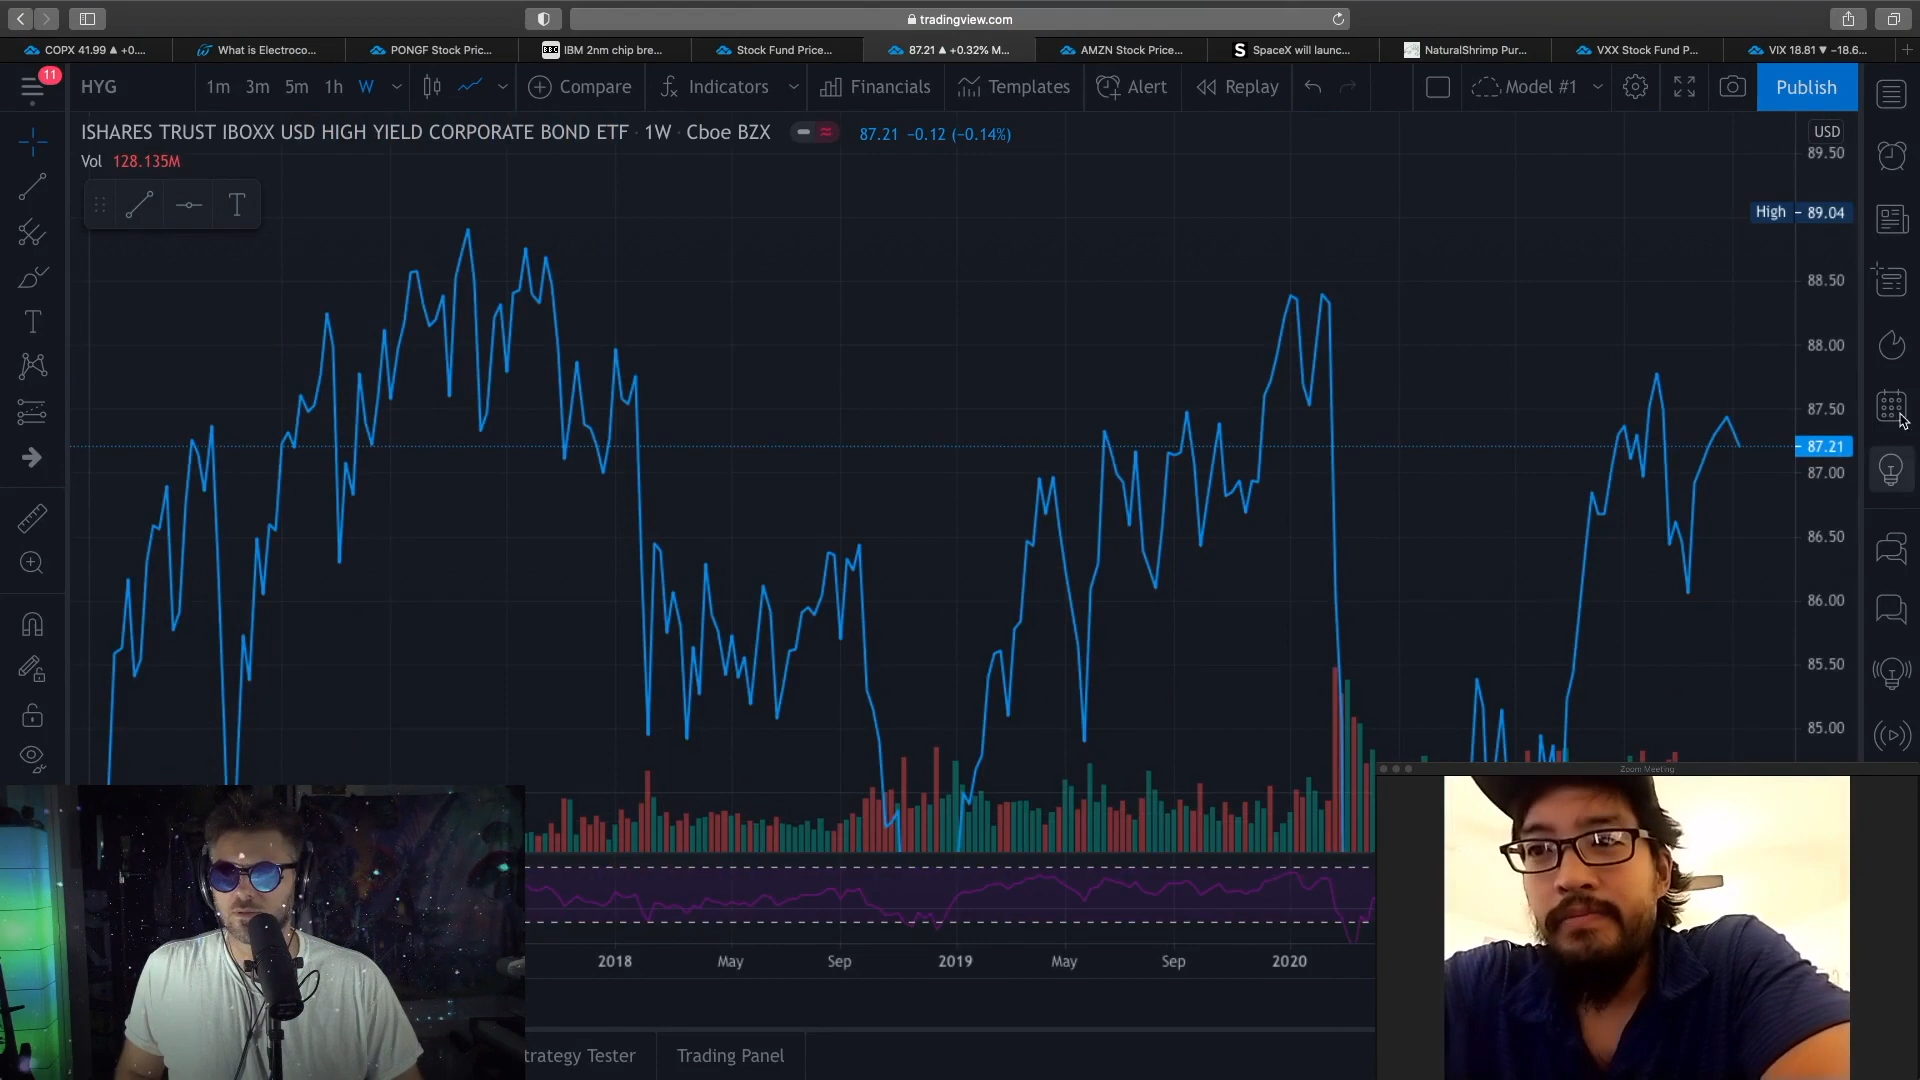 tradingview.com
COPX 41.99 ▲ +0....
What is Electroco...
PONGF Stock Pric...
BBC IBM 2nm chip bre...
Stock Fund Price...
87.21 ▲ +0.32% M...
AMZN Stock Price...
S SpaceX will launc...
NaturalShrimp Pur...
VXX Stock Fund P...
VIX 18.81 ▼ −18.6...
11
HYG
1m 3m 5m 1h W
Compare
Indicators
Financials
Templates
Alert
Replay
Model #1
Publish
ISHARES TRUST IBOXX USD HIGH YIELD CORPORATE BOND ETF · 1W · Cboe BZX
87.21 −0.12 (−0.14%)
USD
Vol 128.135M
T
89.50
High 89.04
88.50
88.00
87.50
87.21
87.00
86.50
86.00
85.50
85.00
Zoom Meeting
2018 May Sep 2019 May Sep 2020
trategy Tester
Trading Panel